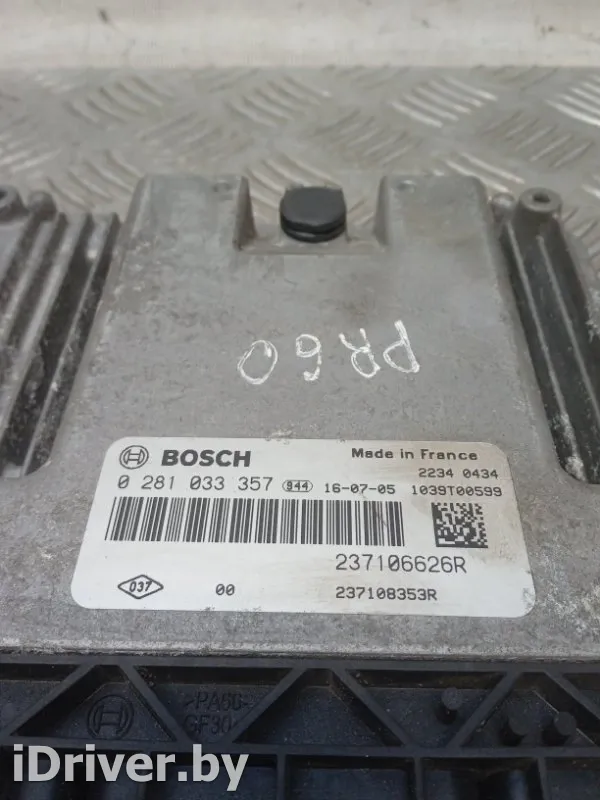 PR60
BOSCH
Made in France
2234 0434
0 281 033 357 944 16-07-05 1039T00599
237106626R
037 00 237108353R
>PA66-
GF30<
iDriver.by